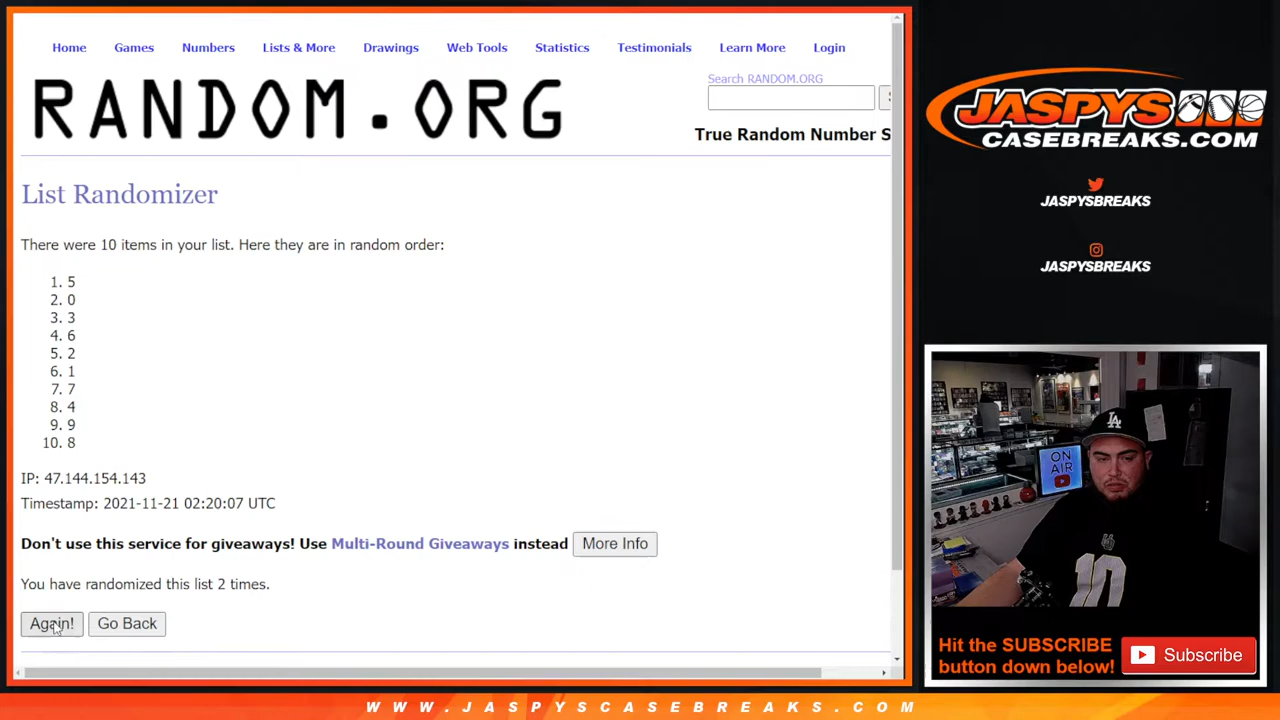 Home Games Numbers Lists & More Drawings Web Tools Statistics Testimonials Learn More Login
RANDOM.ORG
Search RANDOM.ORG
True Random Number S
List Randomizer
There were 10 items in your list. Here they are in random order:
1. 5
2. 0
3. 3
4. 6
5. 2
6. 1
7. 7
8. 4
9. 9
10. 8
IP: 47.144.154.143
Timestamp: 2021-11-21 02:20:07 UTC
Don't use this service for giveaways! Use Multi-Round Giveaways instead More Info
You have randomized this list 2 times.
Again! Go Back
JASPYS
CASEBREAKS.COM
JASPYSBREAKS
JASPYSBREAKS
ON
AIR
LA
10
Hit the SUBSCRIBE
button down below!
Subscribe
WWW.JASPYSCASEBREAKS.COM